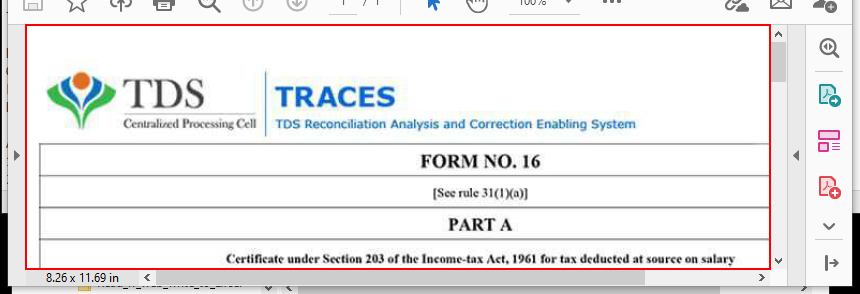 1 / 1
100%
TDS
Centralized Processing Cell
TRACES
TDS Reconciliation Analysis and Correction Enabling System
FORM NO. 16
[See rule 31(1)(a)]
PART A
Certificate under Section 203 of the Income-tax Act, 1961 for tax deducted at source on salary
8.26 x 11.69 in